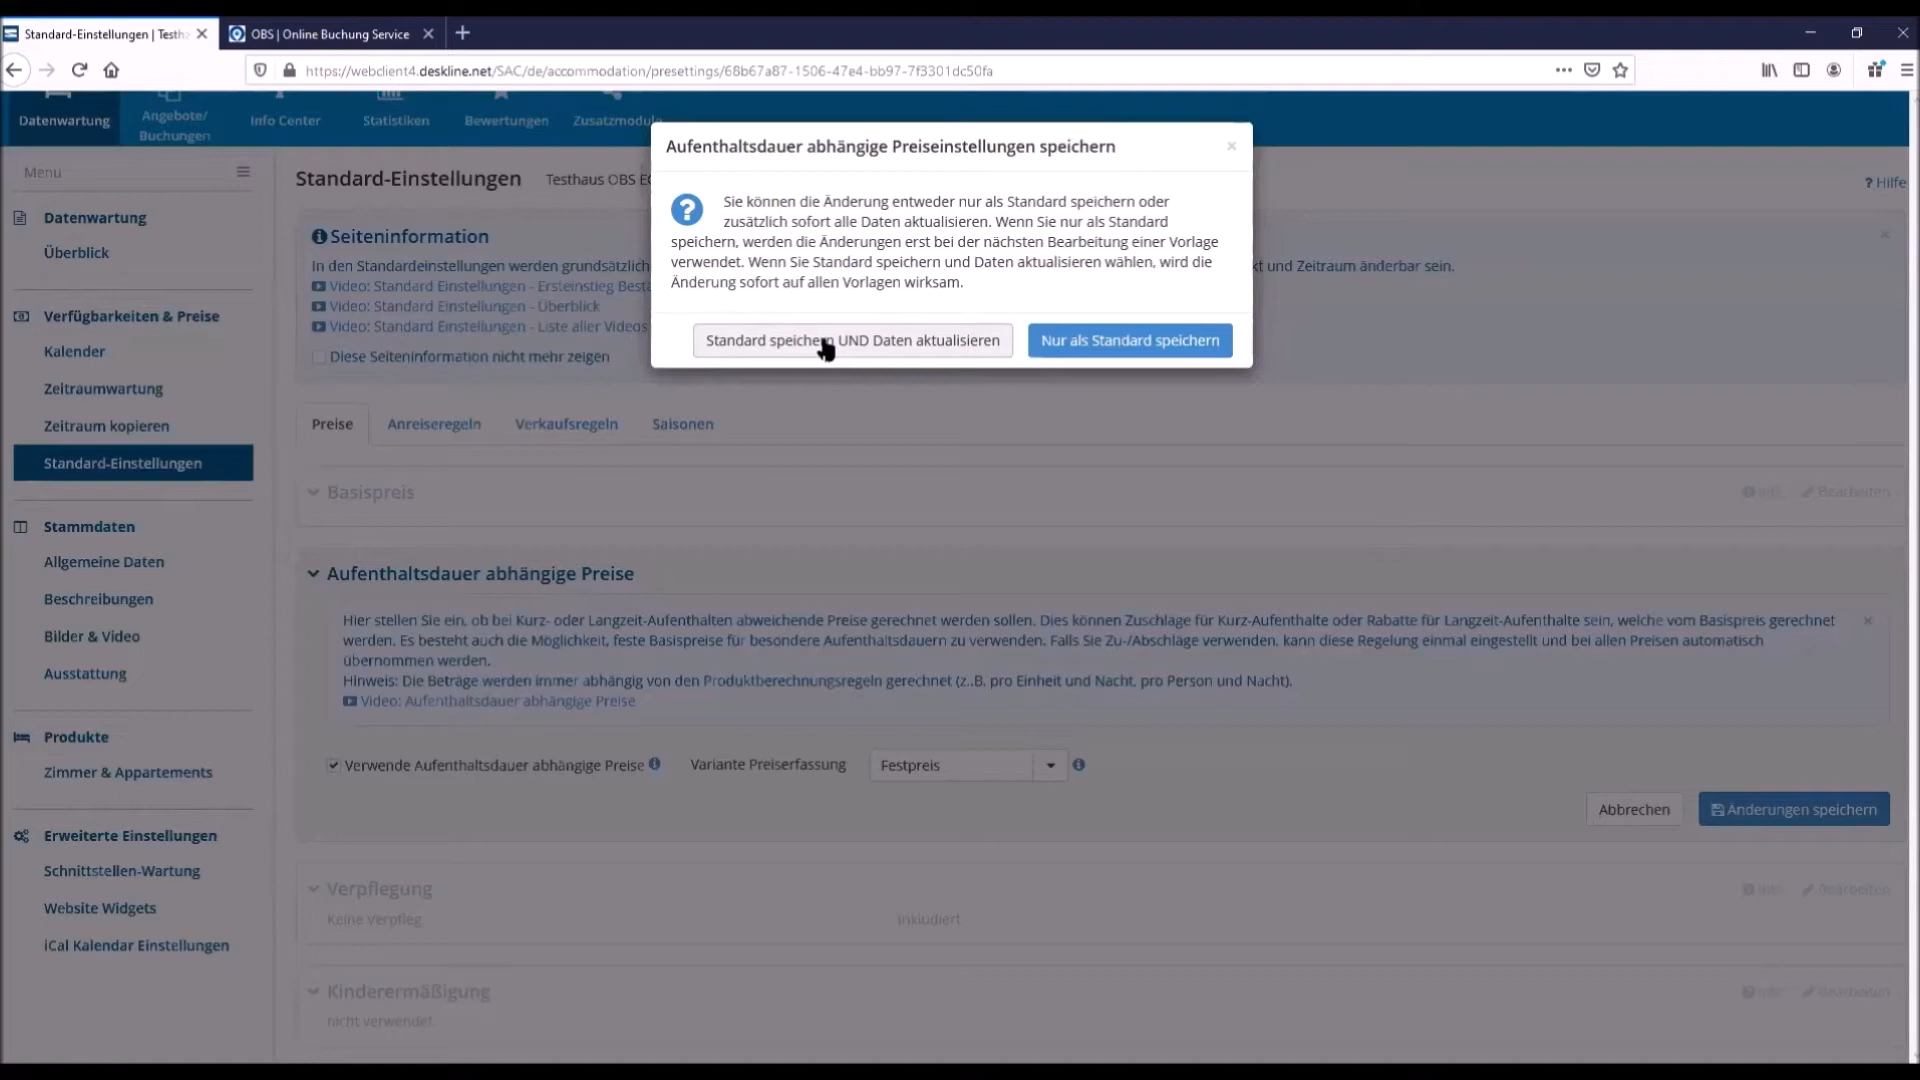 Standard-Einstellungen | Testh
OBS | Online Buchung Service
https://webclient4.deskline.net/SAC/de/accommodation/presettings/68b67a87-1506-47e4-bb97-7f3301dc50fa
Datenwartung
Angebote/
Buchungen
Info Center
Statistiken
Bewertungen
Zusatzmodule
Menu
Datenwartung
Überblick
Verfügbarkeiten & Preise
Kalender
Zeitraumwartung
Zeitraum kopieren
Standard-Einstellungen
Stammdaten
Allgemeine Daten
Beschreibungen
Bilder & Video
Ausstattung
Produkte
Zimmer & Appartements
Erweiterte Einstellungen
Schnittstellen-Wartung
Website Widgets
iCal Kalendar Einstellungen
Standard-Einstellungen Testhaus OBS
? Hilfe
Seiteninformation
In den Standardeinstellungen werden grundsätzlich
kt und Zeitraum änderbar sein.
Video: Standard Einstellungen - Ersteinstieg Best
Video: Standard Einstellungen - Überblick
Video: Standard Einstellungen - Liste aller Videos
Diese Seiteninformation nicht mehr zeigen
Aufenthaltsdauer abhängige Preiseinstellungen speichern
Sie können die Änderung entweder nur als Standard speichern oder
zusätzlich sofort alle Daten aktualisieren. Wenn Sie nur als Standard
speichern, werden die Änderungen erst bei der nächsten Bearbeitung einer Vorlage
verwendet. Wenn Sie Standard speichern und Daten aktualisieren wählen, wird die
Änderung sofort auf allen Vorlagen wirksam.
Standard speichern UND Daten aktualisieren
Nur als Standard speichern
Preise
Anreiseregeln
Verkaufsregeln
Saisonen
Basispreis
Info
Bearbeiten
Aufenthaltsdauer abhängige Preise
Hier stellen Sie ein, ob bei Kurz- oder Langzeit-Aufenthalten abweichende Preise gerechnet werden sollen. Dies können Zuschläge für Kurz-Aufenthalte oder Rabatte für Langzeit-Aufenthalte sein, welche vom Basispreis gerechnet
werden. Es besteht auch die Möglichkeit, feste Basispreise für besondere Aufenthaltsdauern zu verwenden. Falls Sie Zu-/Abschläge verwenden, kann diese Regelung einmal eingestellt und bei allen Preisen automatisch
übernommen werden.
Hinweis: Die Beträge werden immer abhängig von den Produktberechnungsregeln gerechnet (z..B. pro Einheit und Nacht, pro Person und Nacht).
Video: Aufenthaltsdauer abhängige Preise
Verwende Aufenthaltsdauer abhängige Preise
Variante Preiserfassung
Festpreis
Abbrechen
Änderungen speichern
Verpflegung
Info
Bearbeiten
Keine Verpfleg.
inkludiert
Kinderermäßigung
Info
Bearbeiten
nicht verwendet